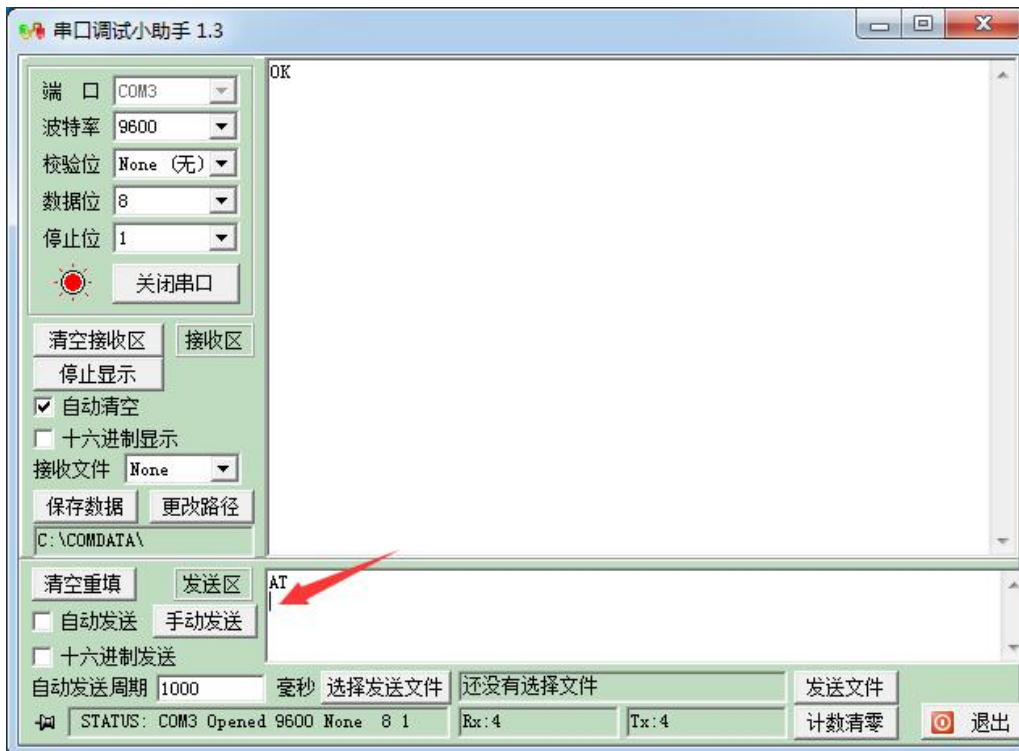 串口调试小助手 1.3
端 口 COM3
波特率 9600
校验位 None (无)
数据位 8
停止位 1
关闭串口
清空接收区 接收区
停止显示
自动清空
十六进制显示
接收文件 None
保存数据 更改路径
C:\COMDATA\
OK
清空重填 发送区
自动发送 手动发送
十六进制发送
AT
自动发送周期 1000 毫秒 选择发送文件 还没有选择文件 发送文件
STATUS: COM3 Opened 9600 None 8 1 Rx:4 Tx:4 计数清零 退出